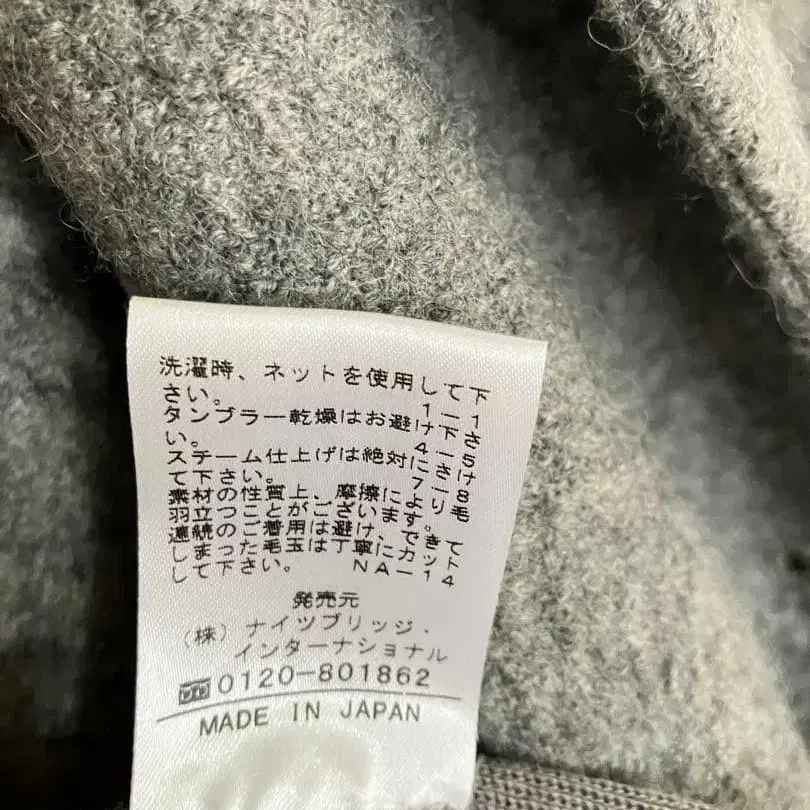 洗濯時、ネットを使用して下
さい。 1-1
タンブラー乾燥はお避け下さ
い。 4-5
スチーム仕上げは絶対にさけ
て下さい。 7-8
素材の性質上、摩擦により毛
羽立つことがございます。
連続のご着用は避け、できて
しまった毛玉は丁寧にカット
して下さい。 NA-14
発売元
(株)ナイツブリッジ・
インターナショナル
0120-801862
MADE IN JAPAN